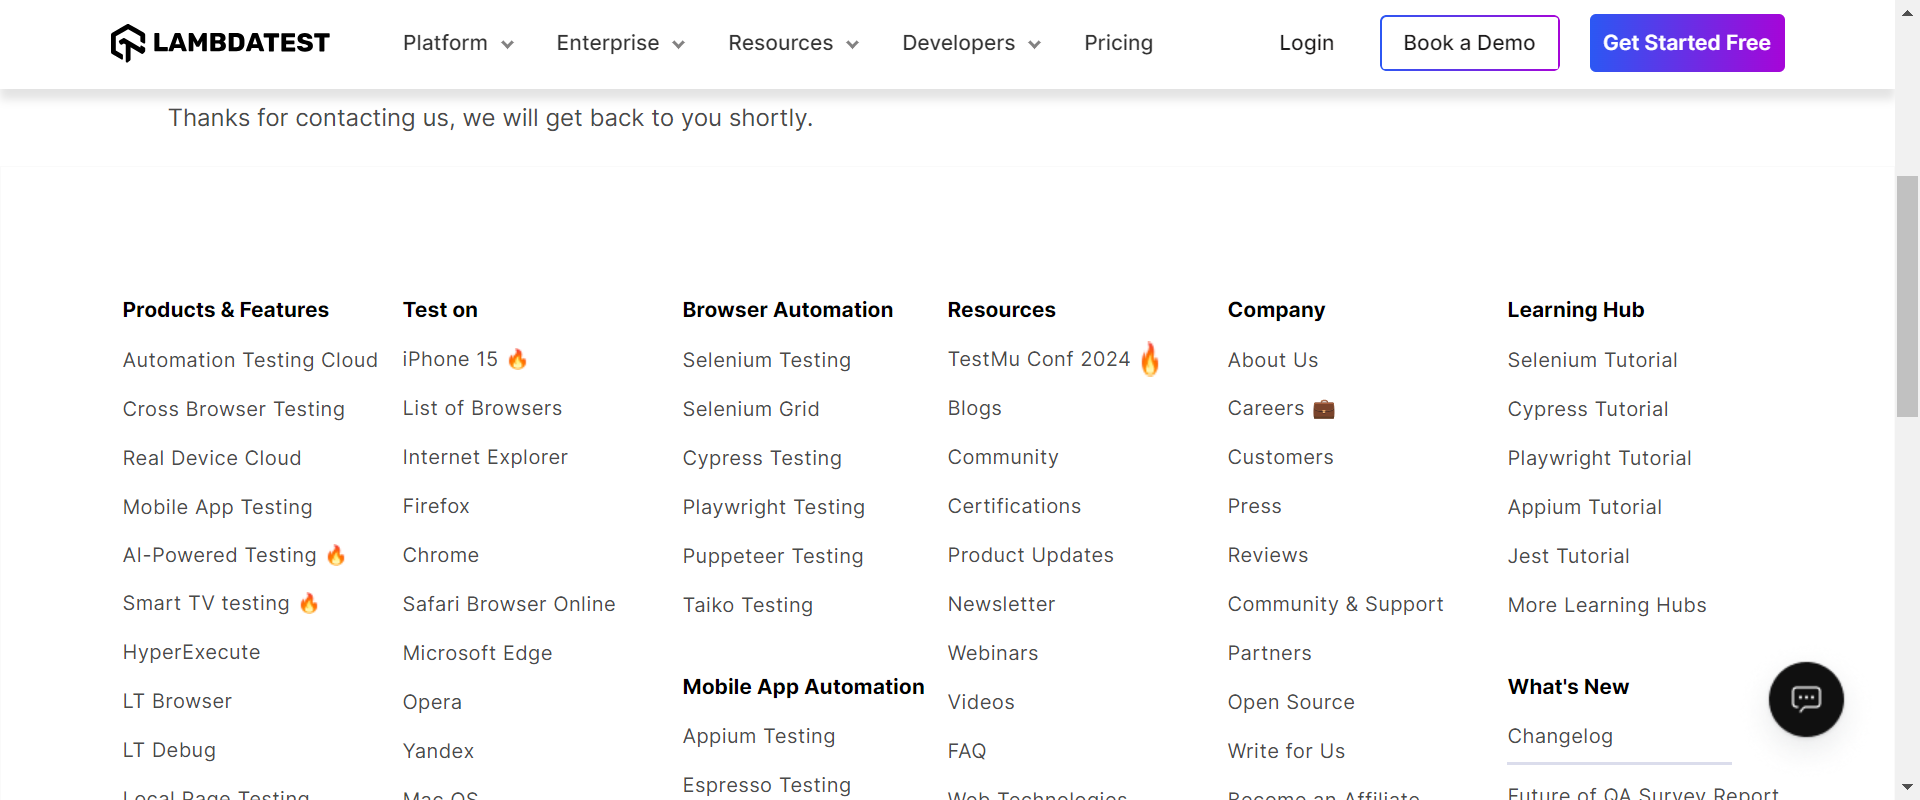 LAMBDATEST
Platform
Enterprise
Resources
Developers
Pricing
Login
Book a Demo
Get Started Free
Thanks for contacting us, we will get back to you shortly.
Products & Features
Automation Testing Cloud
Cross Browser Testing
Real Device Cloud
Mobile App Testing
AI-Powered Testing 🔥
Smart TV testing 🔥
HyperExecute
LT Browser
LT Debug
Local Page Testing
Test on
iPhone 15 🔥
List of Browsers
Internet Explorer
Firefox
Chrome
Safari Browser Online
Microsoft Edge
Opera
Yandex
Mac OS
Browser Automation
Selenium Testing
Selenium Grid
Cypress Testing
Playwright Testing
Puppeteer Testing
Taiko Testing
Mobile App Automation
Appium Testing
Espresso Testing
Resources
TestMu Conf 2024 🔥
Blogs
Community
Certifications
Product Updates
Newsletter
Webinars
Videos
FAQ
Web Technologies
Company
About Us
Careers 💼
Customers
Press
Reviews
Community & Support
Partners
Open Source
Write for Us
Become an Affiliate
Learning Hub
Selenium Tutorial
Cypress Tutorial
Playwright Tutorial
Appium Tutorial
Jest Tutorial
More Learning Hubs
What's New
Changelog
Future of QA Survey Report